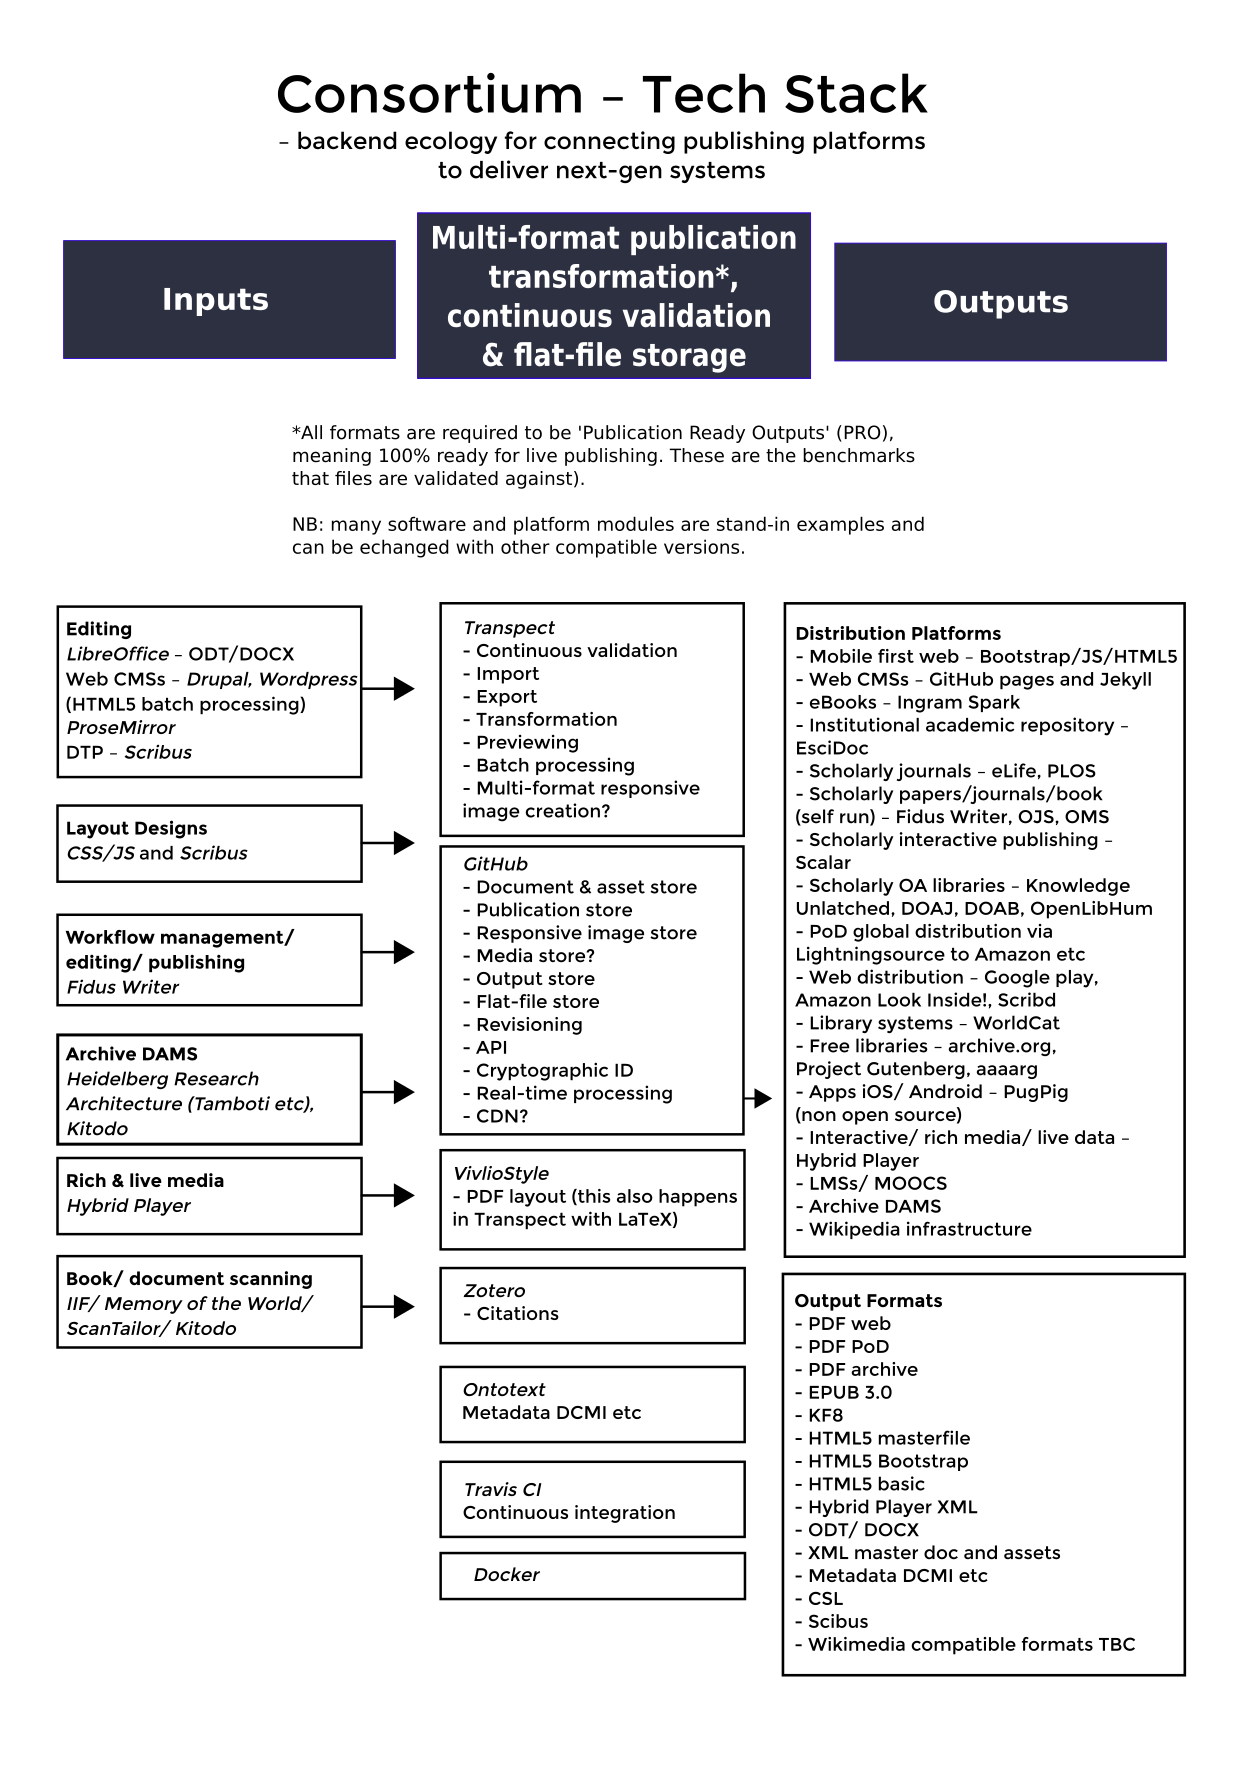 Consortium – Tech Stack
– backend ecology for connecting publishing platforms
to deliver next-gen systems
Inputs
Multi-format publication
transformation*,
continuous validation
& flat-file storage
Outputs
*All formats are required to be 'Publication Ready Outputs' (PRO),
meaning 100% ready for live publishing. These are the benchmarks
that files are validated against).
NB: many software and platform modules are stand-in examples and
can be echanged with other compatible versions.
Editing
LibreOffice – ODT/DOCX
Web CMSs – Drupal, Wordpress
(HTML5 batch processing)
ProseMirror
DTP – Scribus
Layout Designs
CSS/JS and Scribus
Workflow management/
editing/ publishing
Fidus Writer
Archive DAMS
Heidelberg Research
Architecture (Tamboti etc),
Kitodo
Rich & live media
Hybrid Player
Book/ document scanning
IIF/ Memory of the World/
ScanTailor/ Kitodo
Transpect
- Continuous validation
- Import
- Export
- Transformation
- Previewing
- Batch processing
- Multi-format responsive
image creation?
GitHub
- Document & asset store
- Publication store
- Responsive image store
- Media store?
- Output store
- Flat-file store
- Revisioning
- API
- Cryptographic ID
- Real-time processing
- CDN?
VivlioStyle
- PDF layout (this also happens
in Transpect with LaTeX)
Zotero
- Citations
Ontotext
Metadata DCMI etc
Travis CI
Continuous integration
Docker
Distribution Platforms
- Mobile first web – Bootstrap/JS/HTML5
- Web CMSs – GitHub pages and Jekyll
- eBooks – Ingram Spark
- Institutional academic repository –
EsciDoc
- Scholarly journals – eLife, PLOS
- Scholarly papers/journals/book
(self run) – Fidus Writer, OJS, OMS
- Scholarly interactive publishing –
Scalar
- Scholarly OA libraries – Knowledge
Unlatched, DOAJ, DOAB, OpenLibHum
- PoD global distribution via
Lightningsource to Amazon etc
- Web distribution – Google play,
Amazon Look Inside!, Scribd
- Library systems – WorldCat
- Free libraries – archive.org,
Project Gutenberg, aaaarg
- Apps iOS/ Android – PugPig
(non open source)
- Interactive/ rich media/ live data –
Hybrid Player
- LMSs/ MOOCS
- Archive DAMS
- Wikipedia infrastructure
Output Formats
- PDF web
- PDF PoD
- PDF archive
- EPUB 3.0
- KF8
- HTML5 masterfile
- HTML5 Bootstrap
- HTML5 basic
- Hybrid Player XML
- ODT/ DOCX
- XML master doc and assets
- Metadata DCMI etc
- CSL
- Scibus
- Wikimedia compatible formats TBC